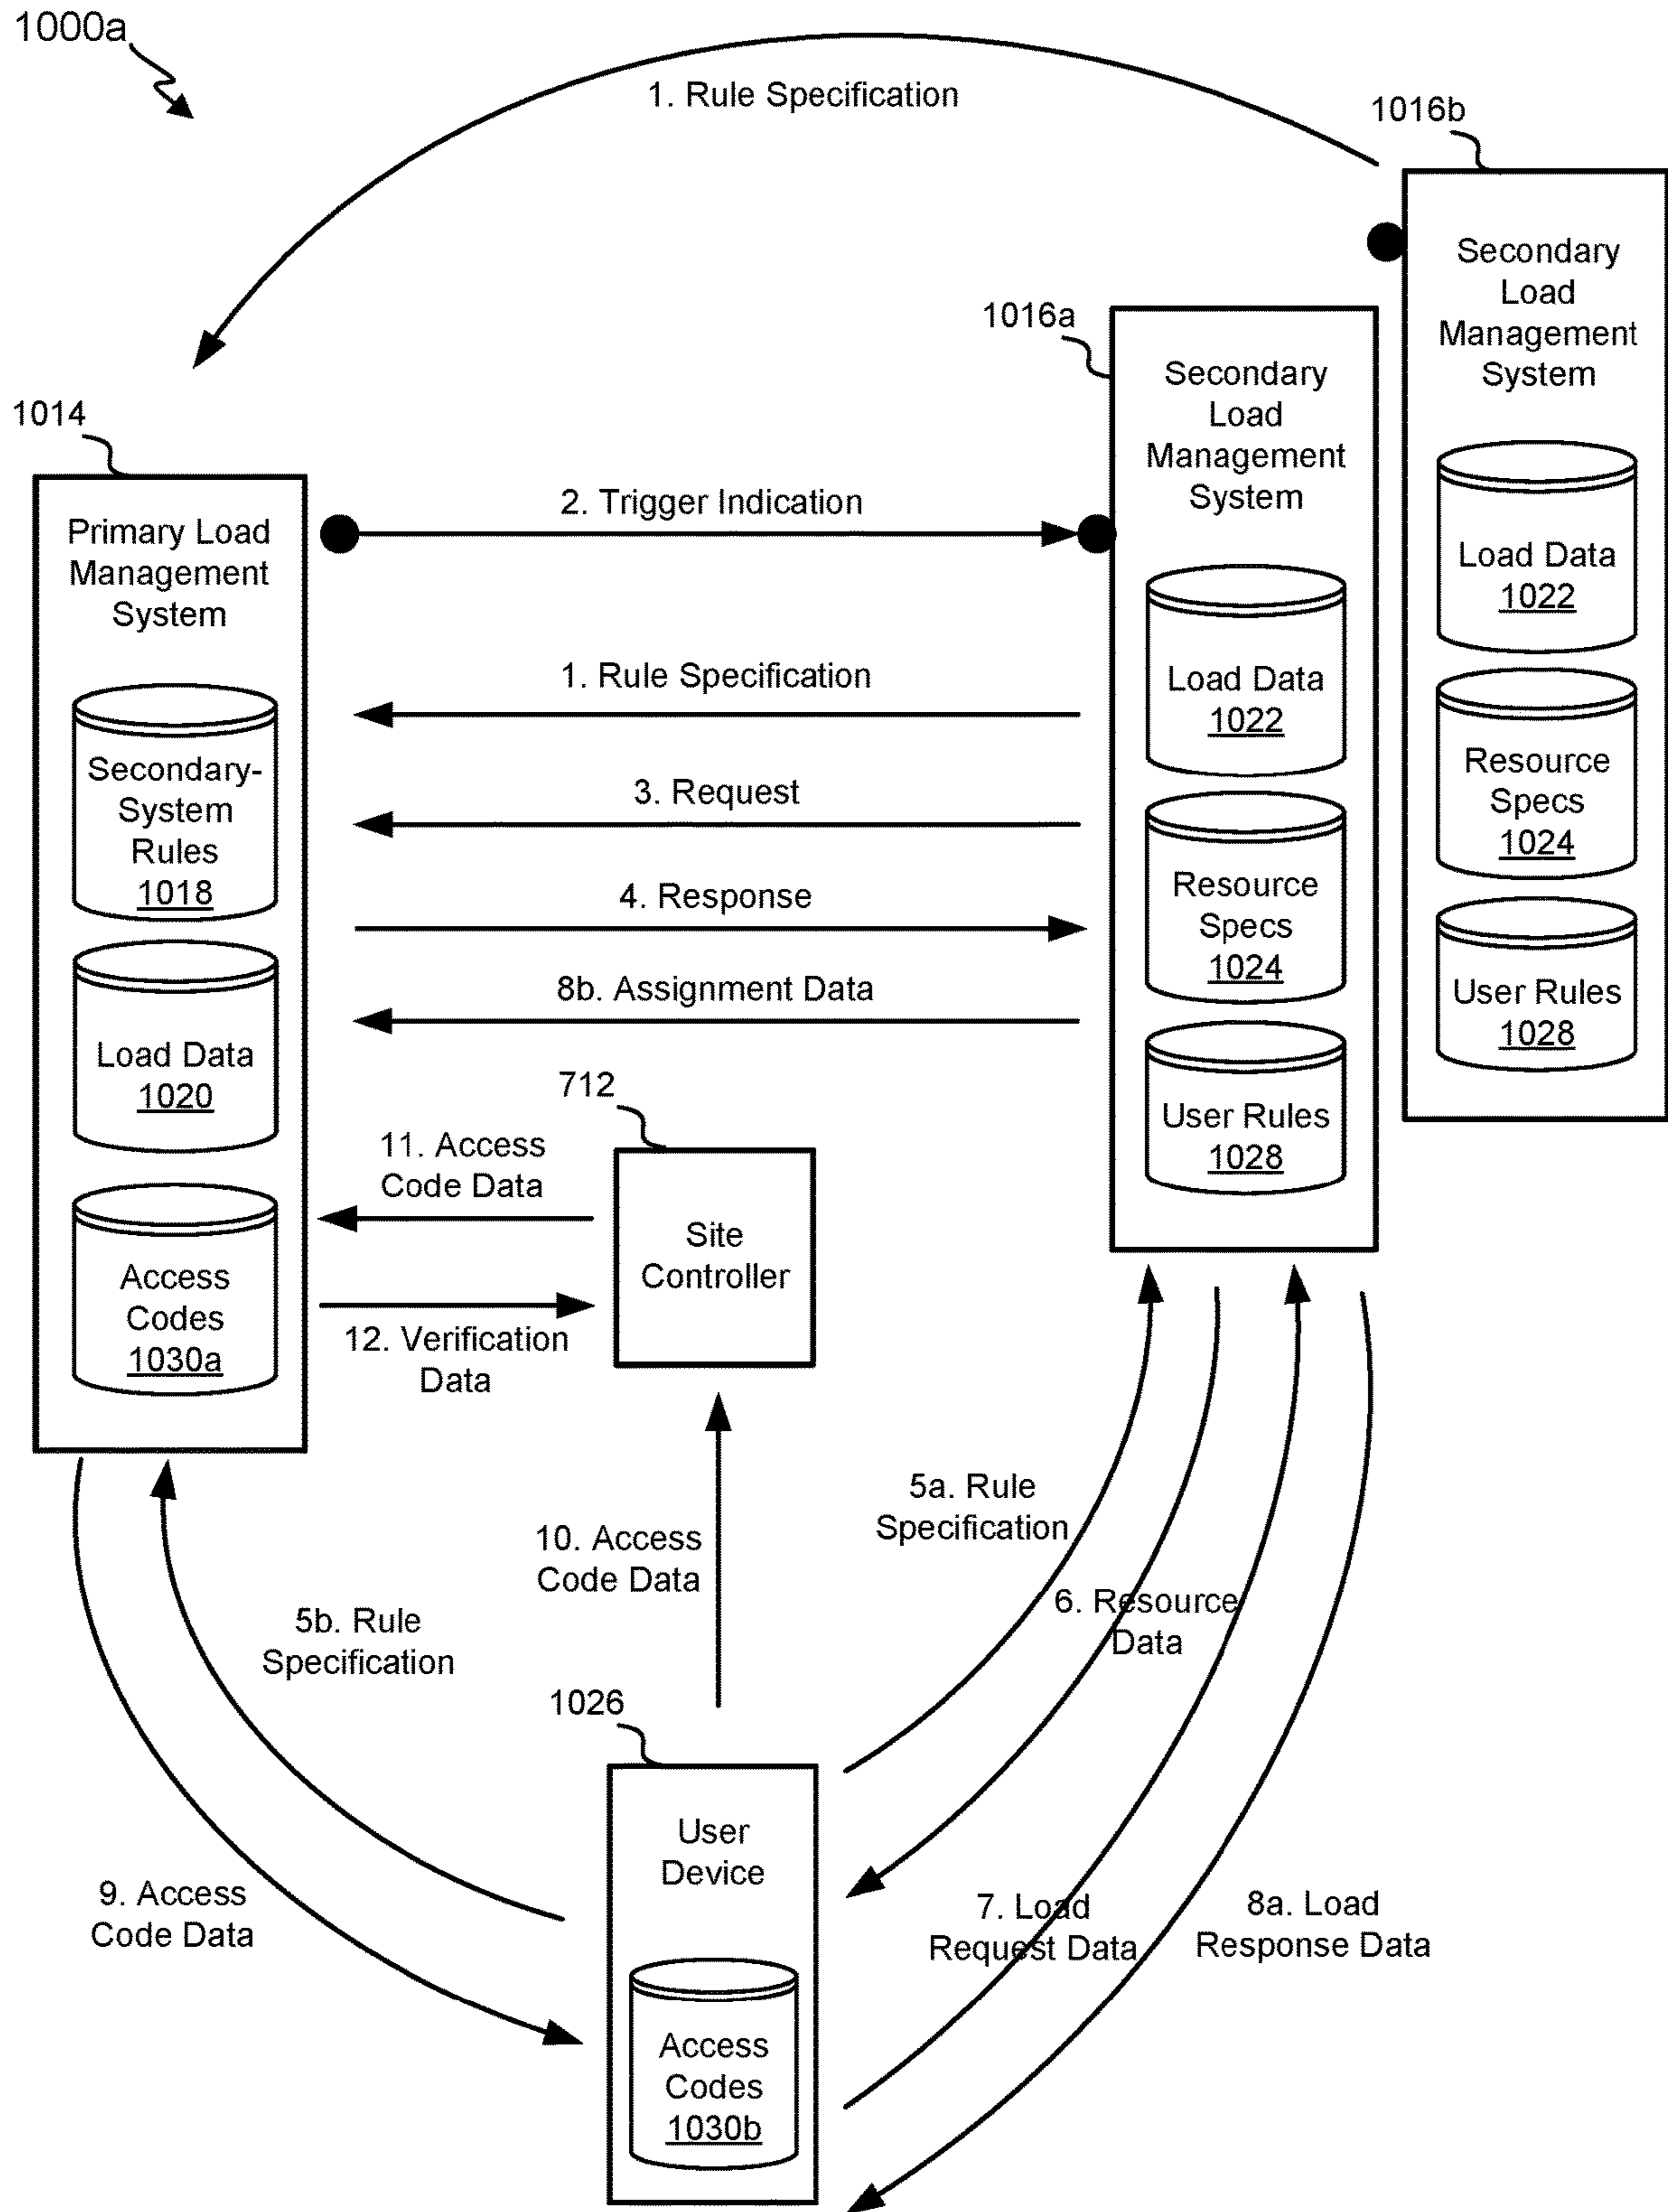 1000a
1. Rule Specification
1016b
Secondary
Load
Management
System
Load Data
1022
Resource
Specs
1024
User Rules
1028
1016a
Secondary
Load
Management
System
Load Data
1022
Resource
Specs
1024
User Rules
1028
1014
Primary Load
Management
System
Secondary-
System
Rules
1018
Load Data
1020
Access
Codes
1030a
2. Trigger Indication
1. Rule Specification
3. Request
4. Response
8b. Assignment Data
712
11. Access
Code Data
Site
Controller
12. Verification
Data
10. Access
Code Data
5a. Rule
Specification
6. Resource
Data
5b. Rule
Specification
1026
User
Device
Access
Codes
1030b
9. Access
Code Data
7. Load
Request Data
8a. Load
Response Data